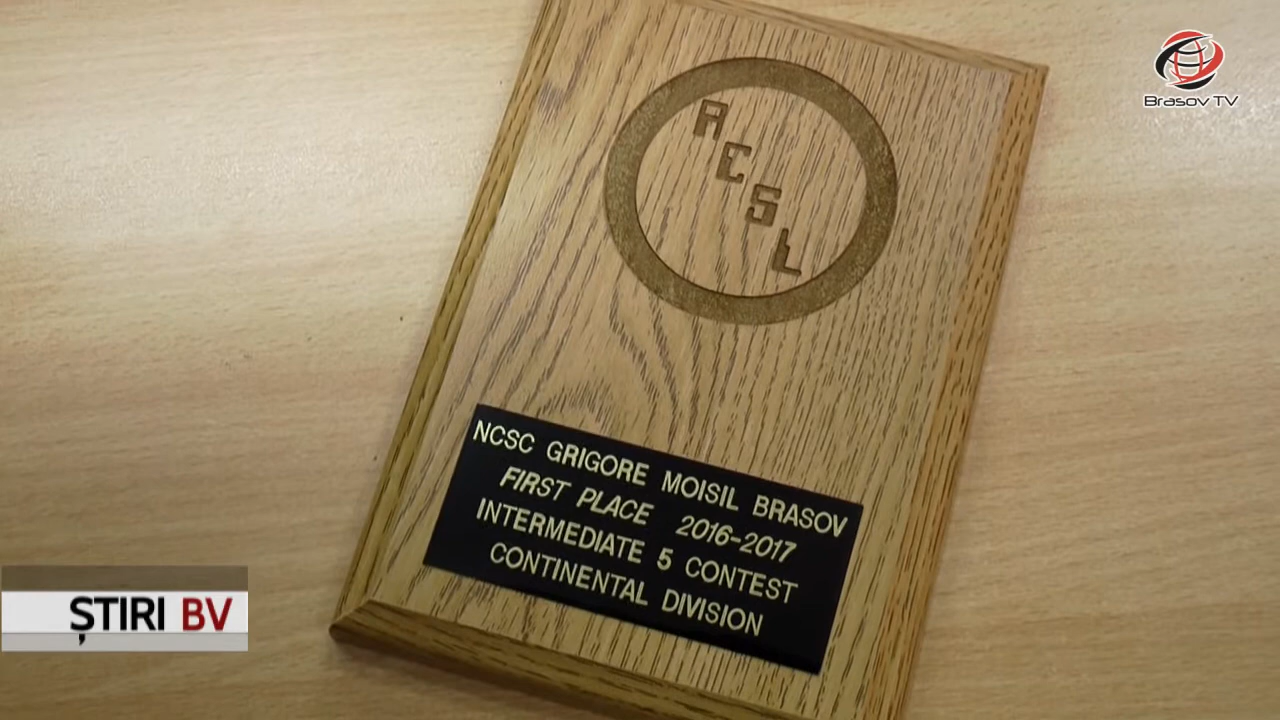 Brasov TV
ACSL
NCSC GRIGORE MOISIL BRASOV
FIRST PLACE 2016-2017
INTERMEDIATE 5 CONTEST
CONTINENTAL DIVISION
ȘTIRI BV